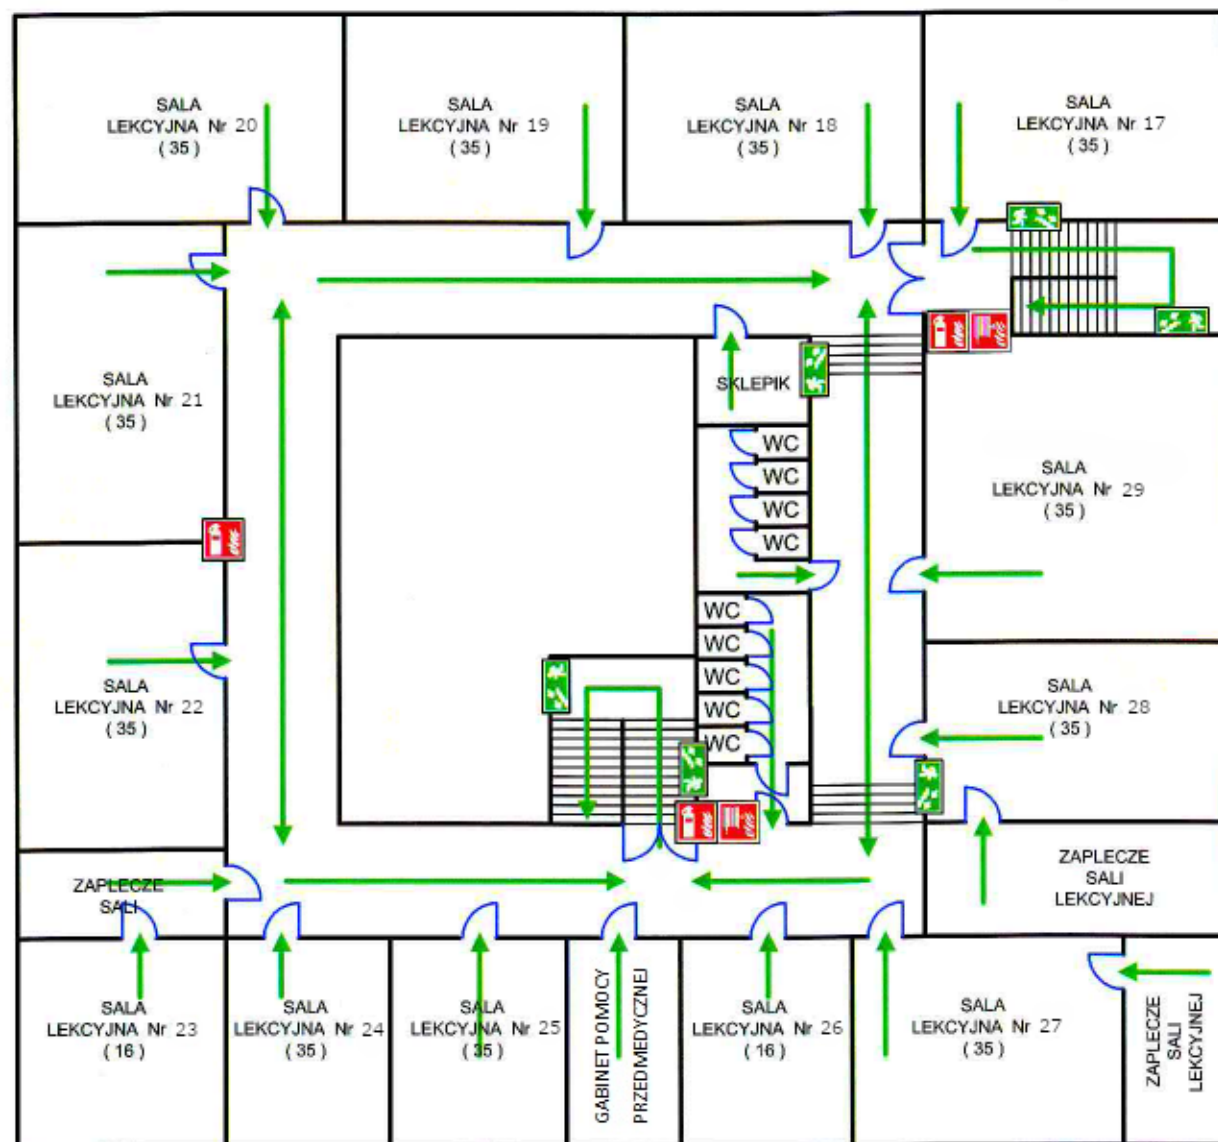 SALA
LEKCYJNA Nr 20
( 35 )
SALA
LEKCYJNA Nr 19
( 35 )
SALA
LEKCYJNA Nr 18
( 35 )
SALA
LEKCYJNA Nr 17
( 35 )
SALA
LEKCYJNA Nr 21
( 35 )
SKLEPIK
WC
WC
WC
WC
SALA
LEKCYJNA Nr 29
( 35 )
WC
WC
WC
WC
WC
SALA
LEKCYJNA Nr 22
( 35 )
SALA
LEKCYJNA Nr 28
( 35 )
ZAPLECZE
SALI
ZAPLECZE
SALI
LEKCYJNEJ
SALA
LEKCYJNA Nr 23
( 16 )
SALA
LEKCYJNA Nr 24
( 35 )
SALA
LEKCYJNA Nr 25
( 35 )
GABINET POMOCY
PRZEDMEDYCZNEJ
SALA
LEKCYJNA Nr 26
( 16 )
SALA
LEKCYJNA Nr 27
( 35 )
ZAPLECZE
SALI
LEKCYJNEJ